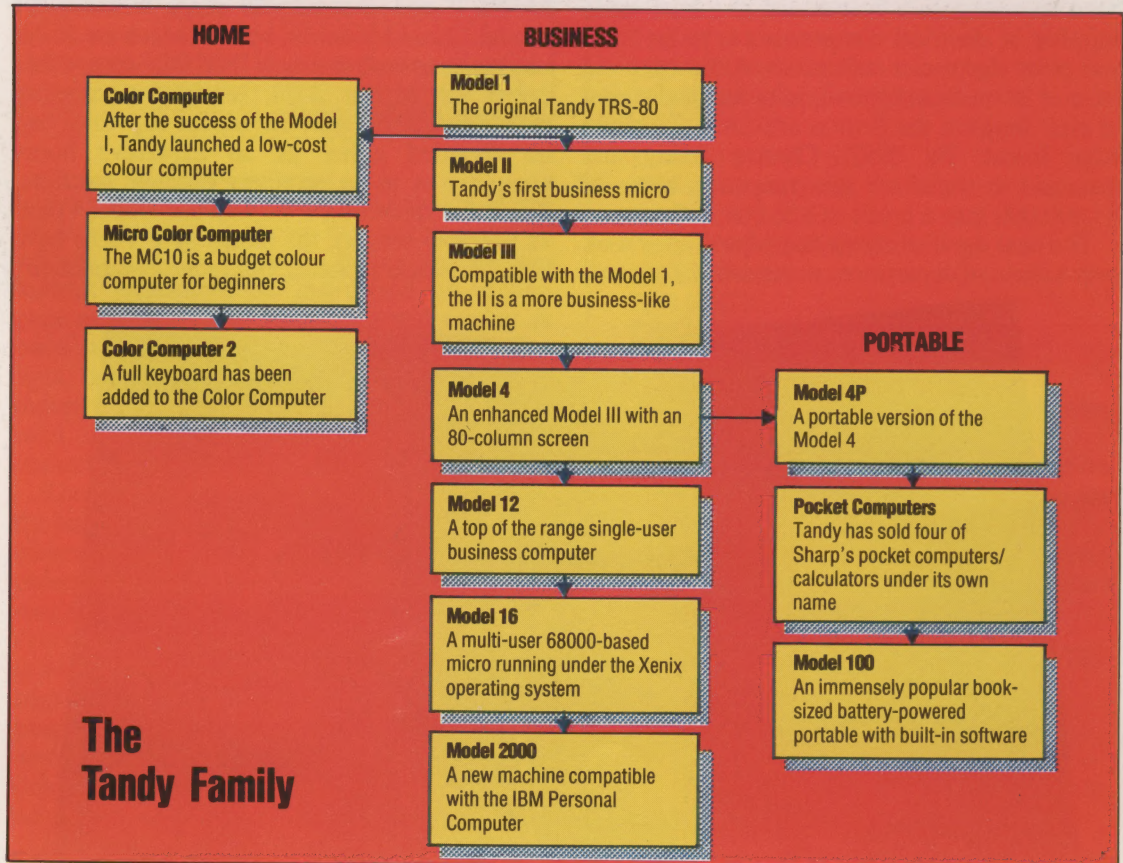 HOME
Color Computer
After the success of the Model
I, Tandy launched a low-cost
colour computer
Micro Color Computer
The MC10 is a budget colour
computer for beginners
Color Computer 2
A full keyboard has been
added to the Color Computer
BUSINESS
Model 1
The original Tandy TRS-80
Model II
Tandy's first business micro
Model III
Compatible with the Model 1,
the II is a more business-like
machine
Model 4
An enhanced Model III with an
80-column screen
Model 12
A top of the range single-user
business computer
Model 16
A multi-user 68000-based
micro running under the Xenix
operating system
Model 2000
A new machine compatible
with the IBM Personal
Computer
PORTABLE
Model 4P
A portable version of the
Model 4
Pocket Computers
Tandy has sold four of
Sharp's pocket computers/
calculators under its own
name
Model 100
An immensely popular book-
sized battery-powered
portable with built-in software
The
Tandy Family